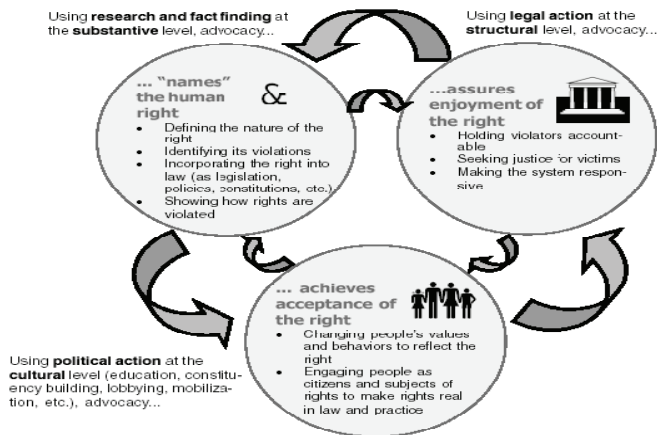 Using research and fact finding at
the substantive level, advocacy...
Using legal action at the
structural level, advocacy...
... “names”
the human
right
&
• Defining the nature of the
right
• Identifying its violations
• Incorporating the right into
law (as legislation,
policies, constitutions, etc.)
• Showing how rights are
violated
...assures
enjoyment of
the right
• Holding violators account-
able
• Seeking justice for victims
• Making the system respon-
sive
... achieves
acceptance of
the right
• Changing people’s values
and behaviors to reflect the
right
• Engaging people as
citizens and subjects of
rights to make rights real
in law and practice
Using political action at the
cultural level (education, constitu-
ency building, lobbying, mobiliza-
tion, etc.), advocacy...